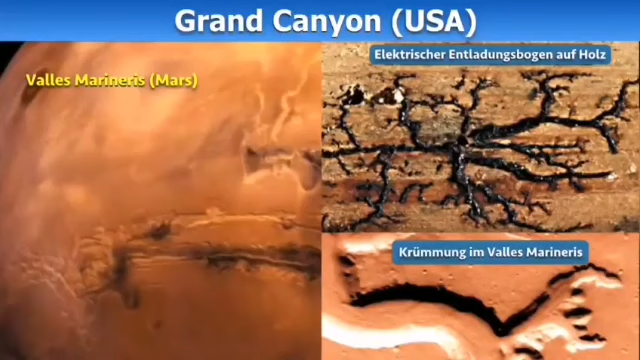 Grand Canyon (USA)
Valles Marineris (Mars)
Elektrischer Entladungsbogen auf Holz
Krümmung im Valles Marineris